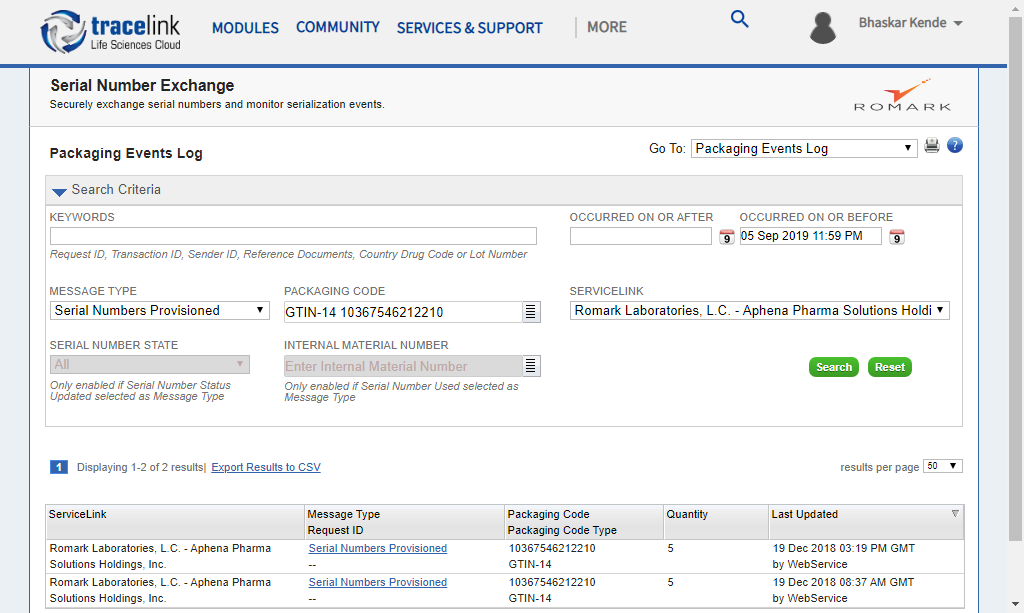 tracelink
Life Sciences Cloud
MODULES COMMUNITY SERVICES & SUPPORT MORE
Bhaskar Kende
Serial Number Exchange
Securely exchange serial numbers and monitor serialization events.
ROMARK
Packaging Events Log
Go To: Packaging Events Log
?
Search Criteria
KEYWORDS OCCURRED ON OR AFTER OCCURRED ON OR BEFORE
9 05 Sep 2019 11:59 PM 9
Request ID, Transaction ID, Sender ID, Reference Documents, Country Drug Code or Lot Number
MESSAGE TYPE PACKAGING CODE SERVICELINK
Serial Numbers Provisioned GTIN-14 10367546212210 Romark Laboratories, L.C. - Aphena Pharma Solutions Holdi
SERIAL NUMBER STATE INTERNAL MATERIAL NUMBER
All Enter Internal Material Number Search Reset
Only enabled if Serial Number Status
Updated selected as Message Type
Only enabled if Serial Number Used selected as
Message Type
1 Displaying 1-2 of 2 results| Export Results to CSV results per page 50
ServiceLink Message Type Packaging Code Quantity Last Updated
Request ID Packaging Code Type
Romark Laboratories, L.C. - Aphena Pharma Serial Numbers Provisioned 10367546212210 5 19 Dec 2018 03:19 PM GMT
Solutions Holdings, Inc. -- GTIN-14 by WebService
Romark Laboratories, L.C. - Aphena Pharma Serial Numbers Provisioned 10367546212210 5 19 Dec 2018 08:37 AM GMT
Solutions Holdings, Inc. -- GTIN-14 by WebService